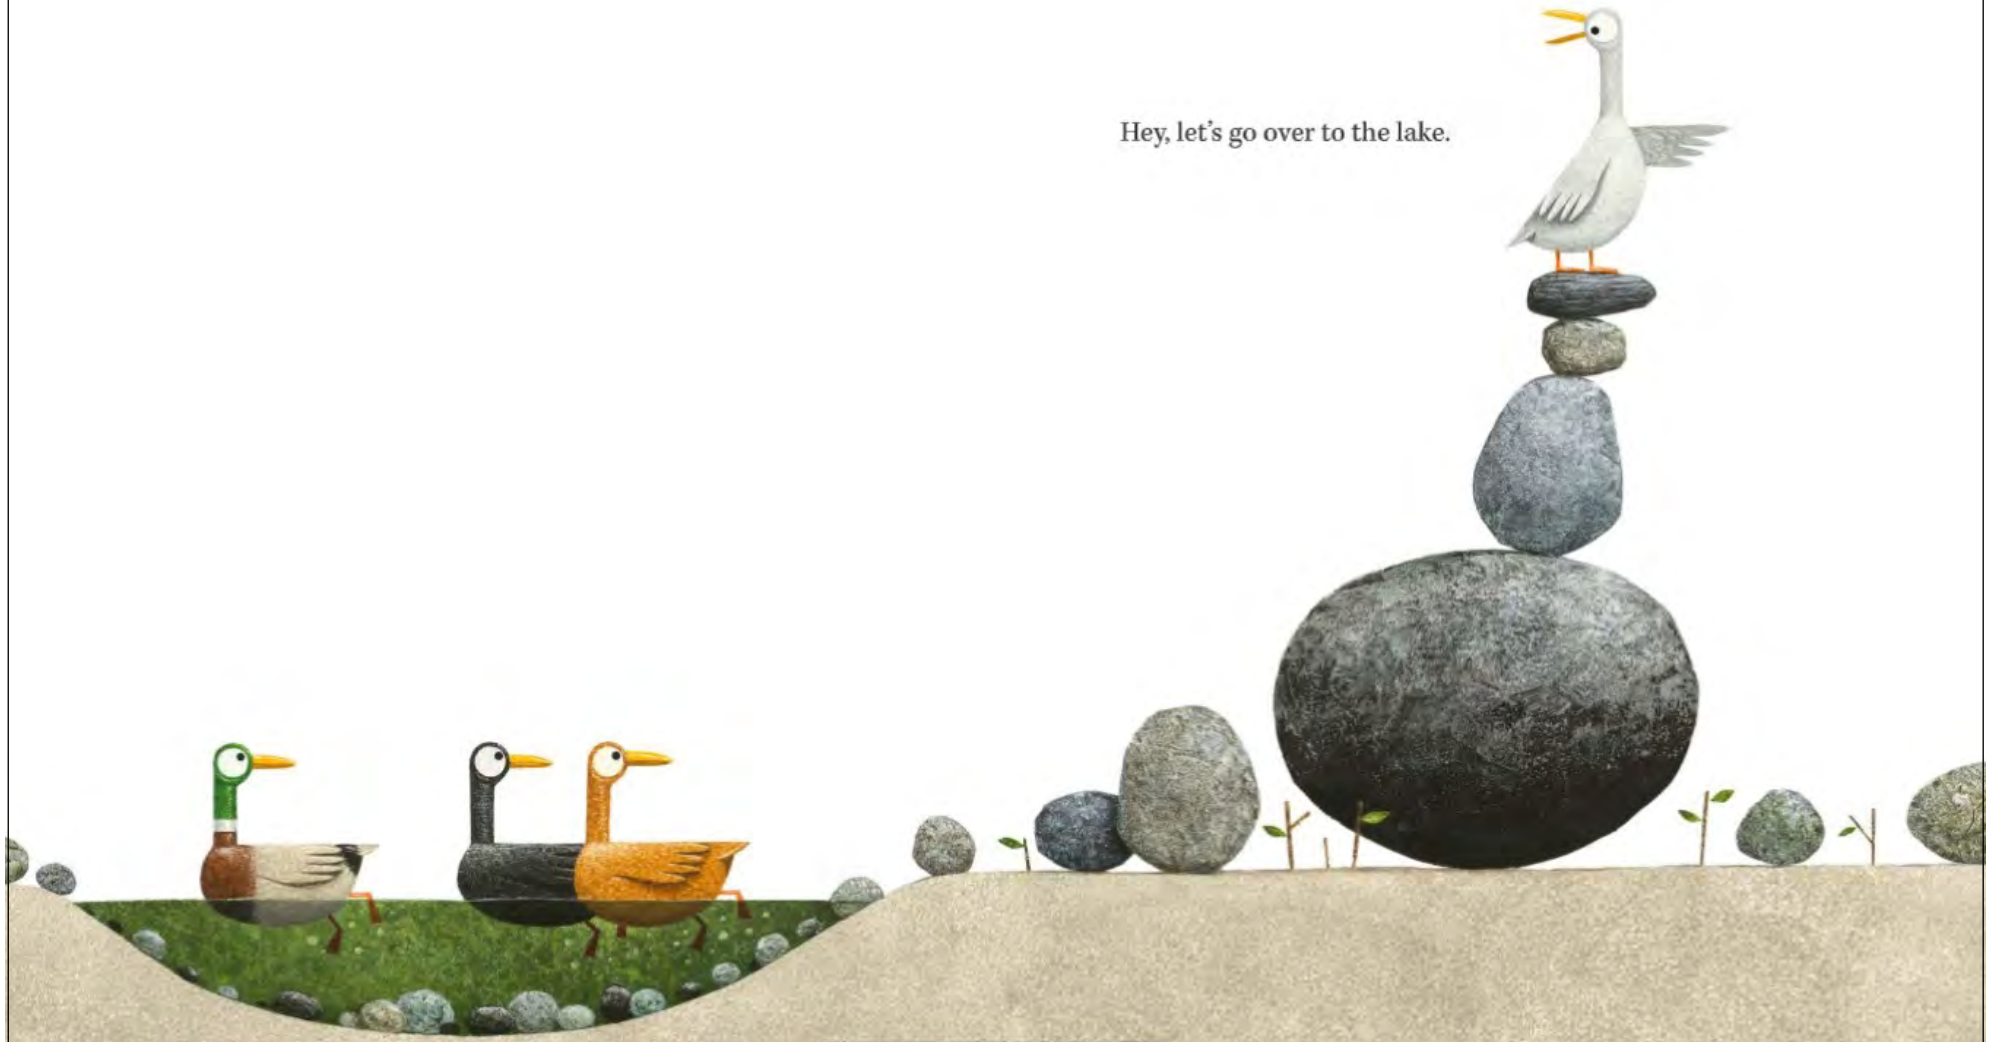 Hey, let’s go over to the lake.